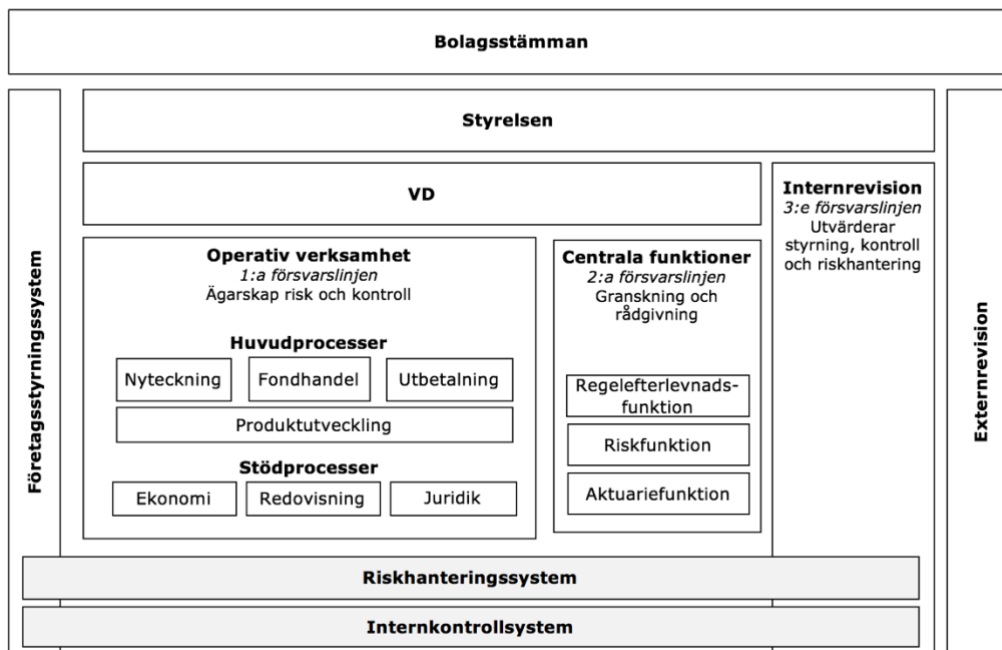 Bolagsstämman
Företagsstyrningssystem
Styrelsen
VD
Operativ verksamhet
1:a försvarslinjen
Ägarskap risk och kontroll
Huvudprocesser
Nyteckning
Fondhandel
Utbetalning
Produktutveckling
Stödprocesser
Ekonomi
Redovisning
Juridik
Centrala funktioner
2:a försvarslinjen
Granskning och
rådgivning
Regelefterlevnads-
funktion
Riskfunktion
Aktuariefunktion
Internrevision
3:e försvarslinjen
Utvärderar
styrning, kontroll
och riskhantering
Externrevision
Riskhanteringssystem
Internkontrollsystem